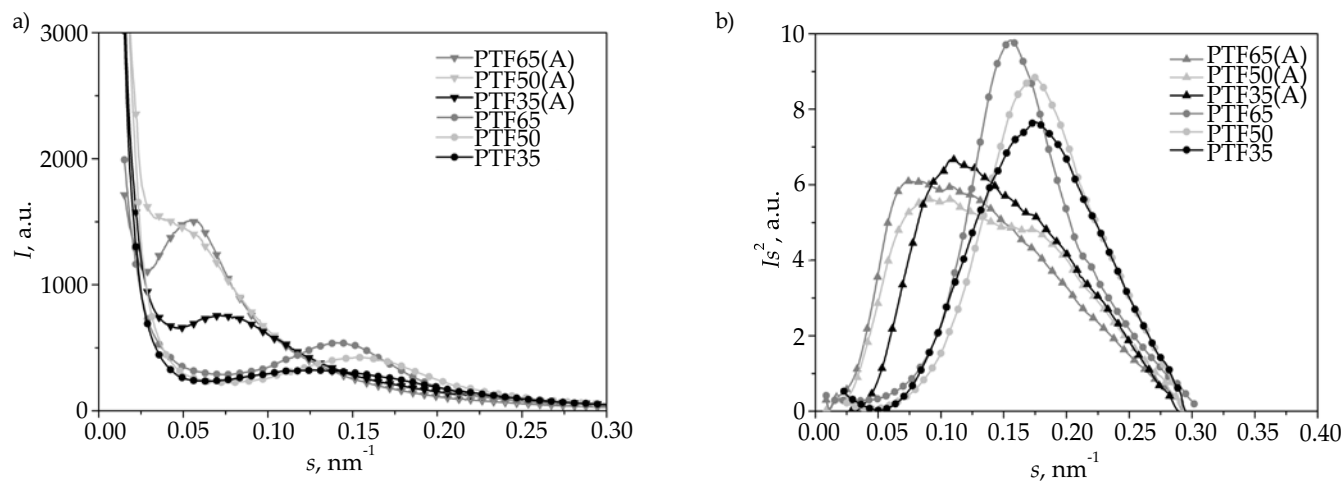 a)
3000
2000
1000
0
I, a.u.
0.00 0.05 0.10 0.15 0.20 0.25 0.30
s, nm⁻¹
PTF65(A)
PTF50(A)
PTF35(A)
PTF65
PTF50
PTF35
b)
10
8
6
4
2
0
Is², a.u.
0.00 0.05 0.10 0.15 0.20 0.25 0.30 0.40
s, nm⁻¹
PTF65(A)
PTF50(A)
PTF35(A)
PTF65
PTF50
PTF35